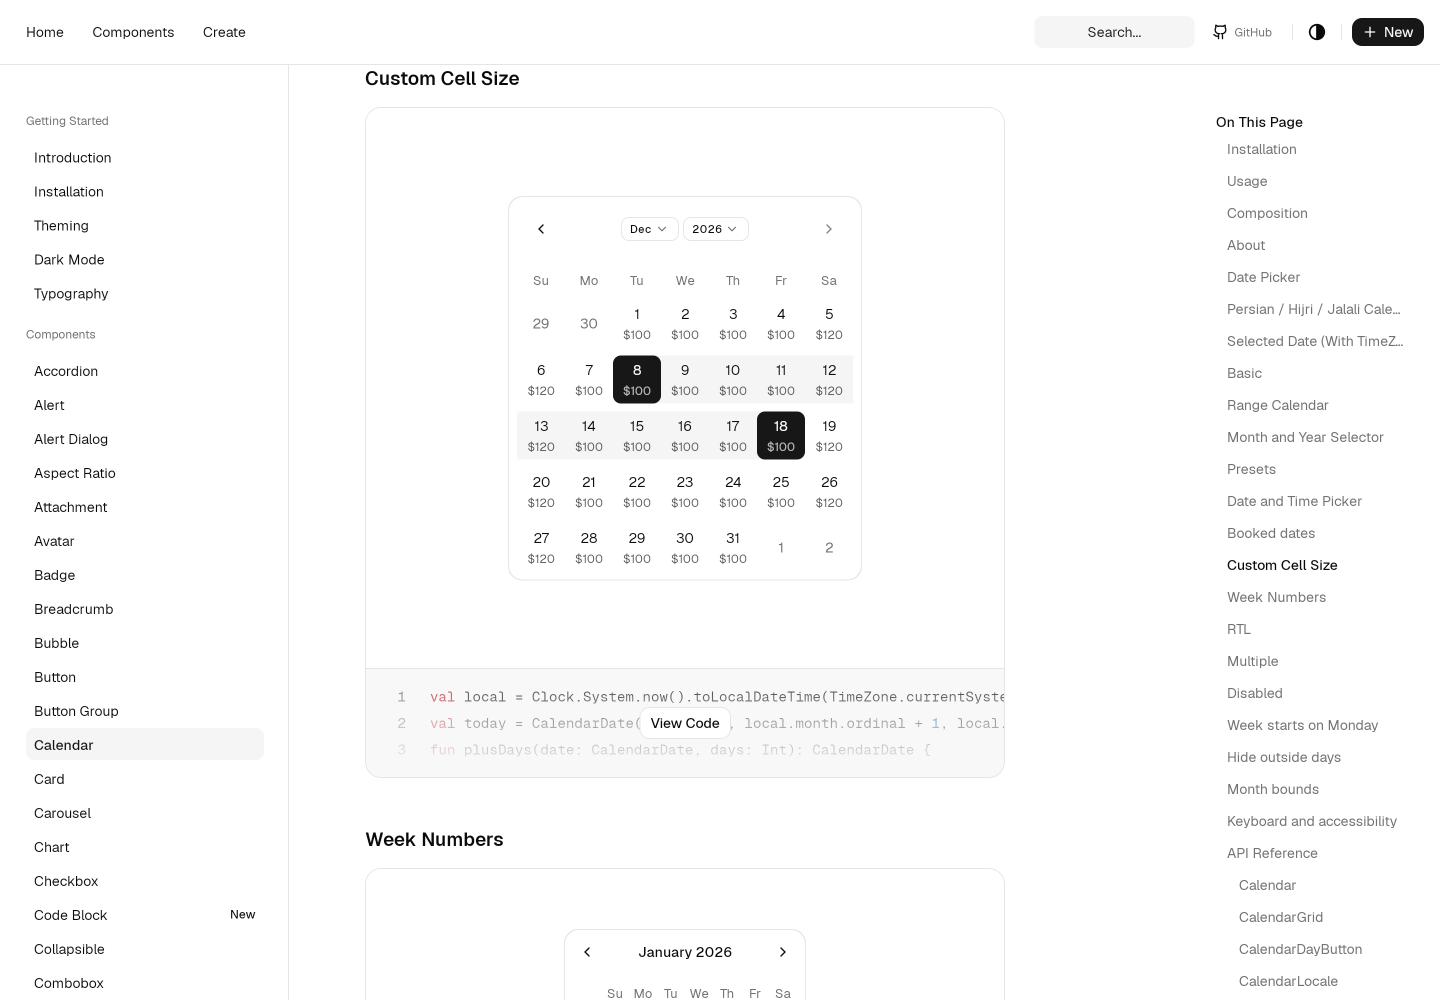 Home Components Create Search... GitHub New
Getting Started
Introduction
Installation
Theming
Dark Mode
Typography
Components
Accordion
Alert
Alert Dialog
Aspect Ratio
Attachment
Avatar
Badge
Breadcrumb
Bubble
Button
Button Group
Calendar
Card
Carousel
Chart
Checkbox
Code Block New
Collapsible
Combobox
Custom Cell Size
Dec 2026
Su Mo Tu We Th Fr Sa
29 30 1 2 3 4 5
$100 $100 $100 $100 $120
6 7 8 9 10 11 12
$120 $100 $100 $100 $100 $100 $120
13 14 15 16 17 18 19
$120 $100 $100 $100 $100 $100 $120
20 21 22 23 24 25 26
$120 $100 $100 $100 $100 $100 $120
27 28 29 30 31 1 2
$120 $100 $100 $100 $100
1 val local = Clock.System.now().toLocalDateTime(TimeZone.currentSyste
2 val today = CalendarDate( View Code , local.month.ordinal + 1, local.
3 fun plusDays(date: CalendarDate, days: Int): CalendarDate {
Week Numbers
January 2026
Su Mo Tu We Th Fr Sa
On This Page
Installation
Usage
Composition
About
Date Picker
Persian / Hijri / Jalali Cale...
Selected Date (With TimeZ...
Basic
Range Calendar
Month and Year Selector
Presets
Date and Time Picker
Booked dates
Custom Cell Size
Week Numbers
RTL
Multiple
Disabled
Week starts on Monday
Hide outside days
Month bounds
Keyboard and accessibility
API Reference
Calendar
CalendarGrid
CalendarDayButton
CalendarLocale